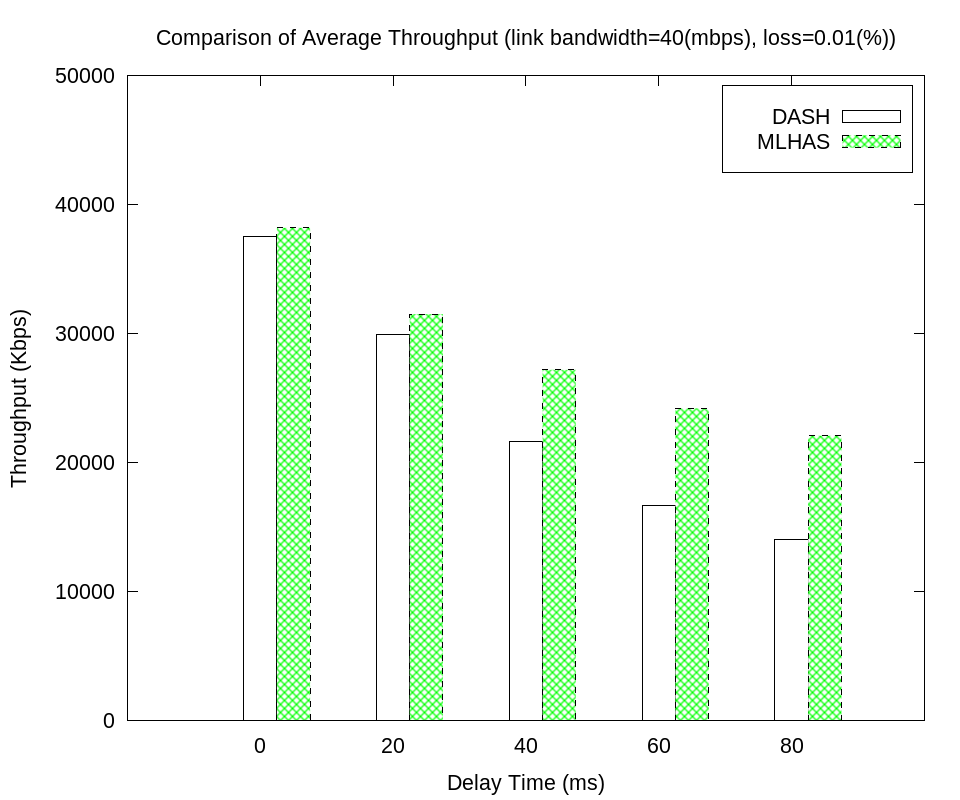 Comparison of Average Throughput (link bandwidth=40(mbps), loss=0.01(%))
50000
DASH
MLHAS
40000
30000
Throughput (Kbps)
20000
10000
0
0 20 40 60 80
Delay Time (ms)